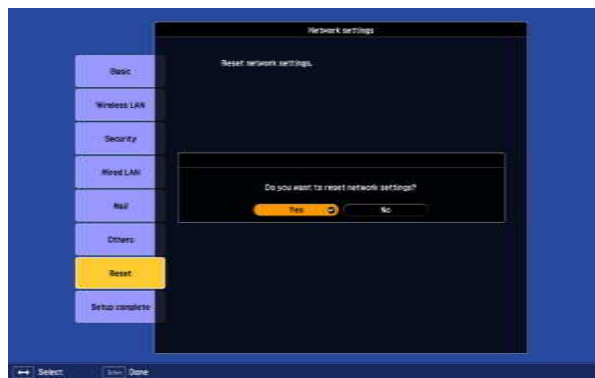 Network settings
Basic
Reset network settings.
Wireless LAN
Security
Wired LAN
Do you want to reset network settings?
Mail
Yes
No
Others
Reset
Setup complete
Select
Enter
Done